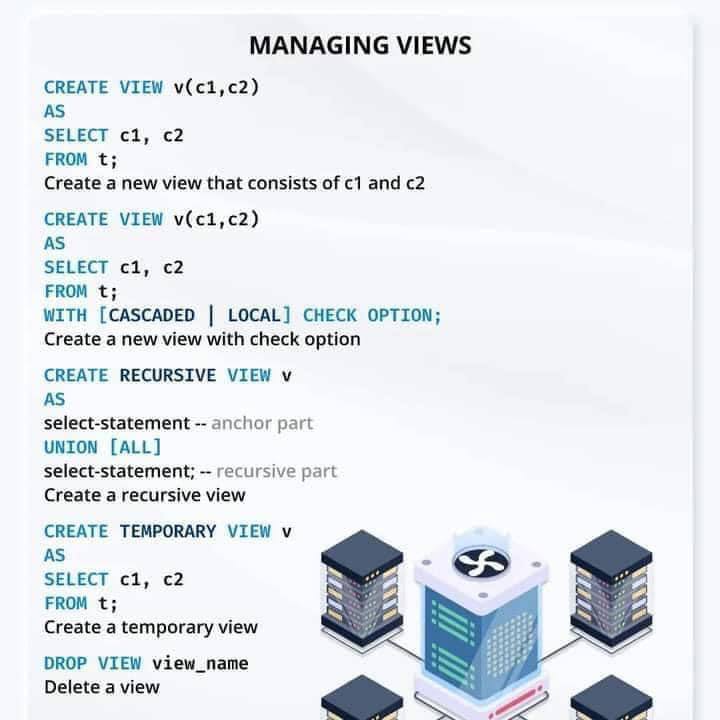 MANAGING VIEWS
CREATE VIEW v(c1,c2)
AS
SELECT c1, c2
FROM t;
Create a new view that consists of c1 and c2
CREATE VIEW v(c1,c2)
AS
SELECT c1, c2
FROM t;
WITH [CASCADED | LOCAL] CHECK OPTION;
Create a new view with check option
CREATE RECURSIVE VIEW v
AS
select-statement -- anchor part
UNION [ALL]
select-statement; -- recursive part
Create a recursive view
CREATE TEMPORARY VIEW v
AS
SELECT c1, c2
FROM t;
Create a temporary view
DROP VIEW view_name
Delete a view